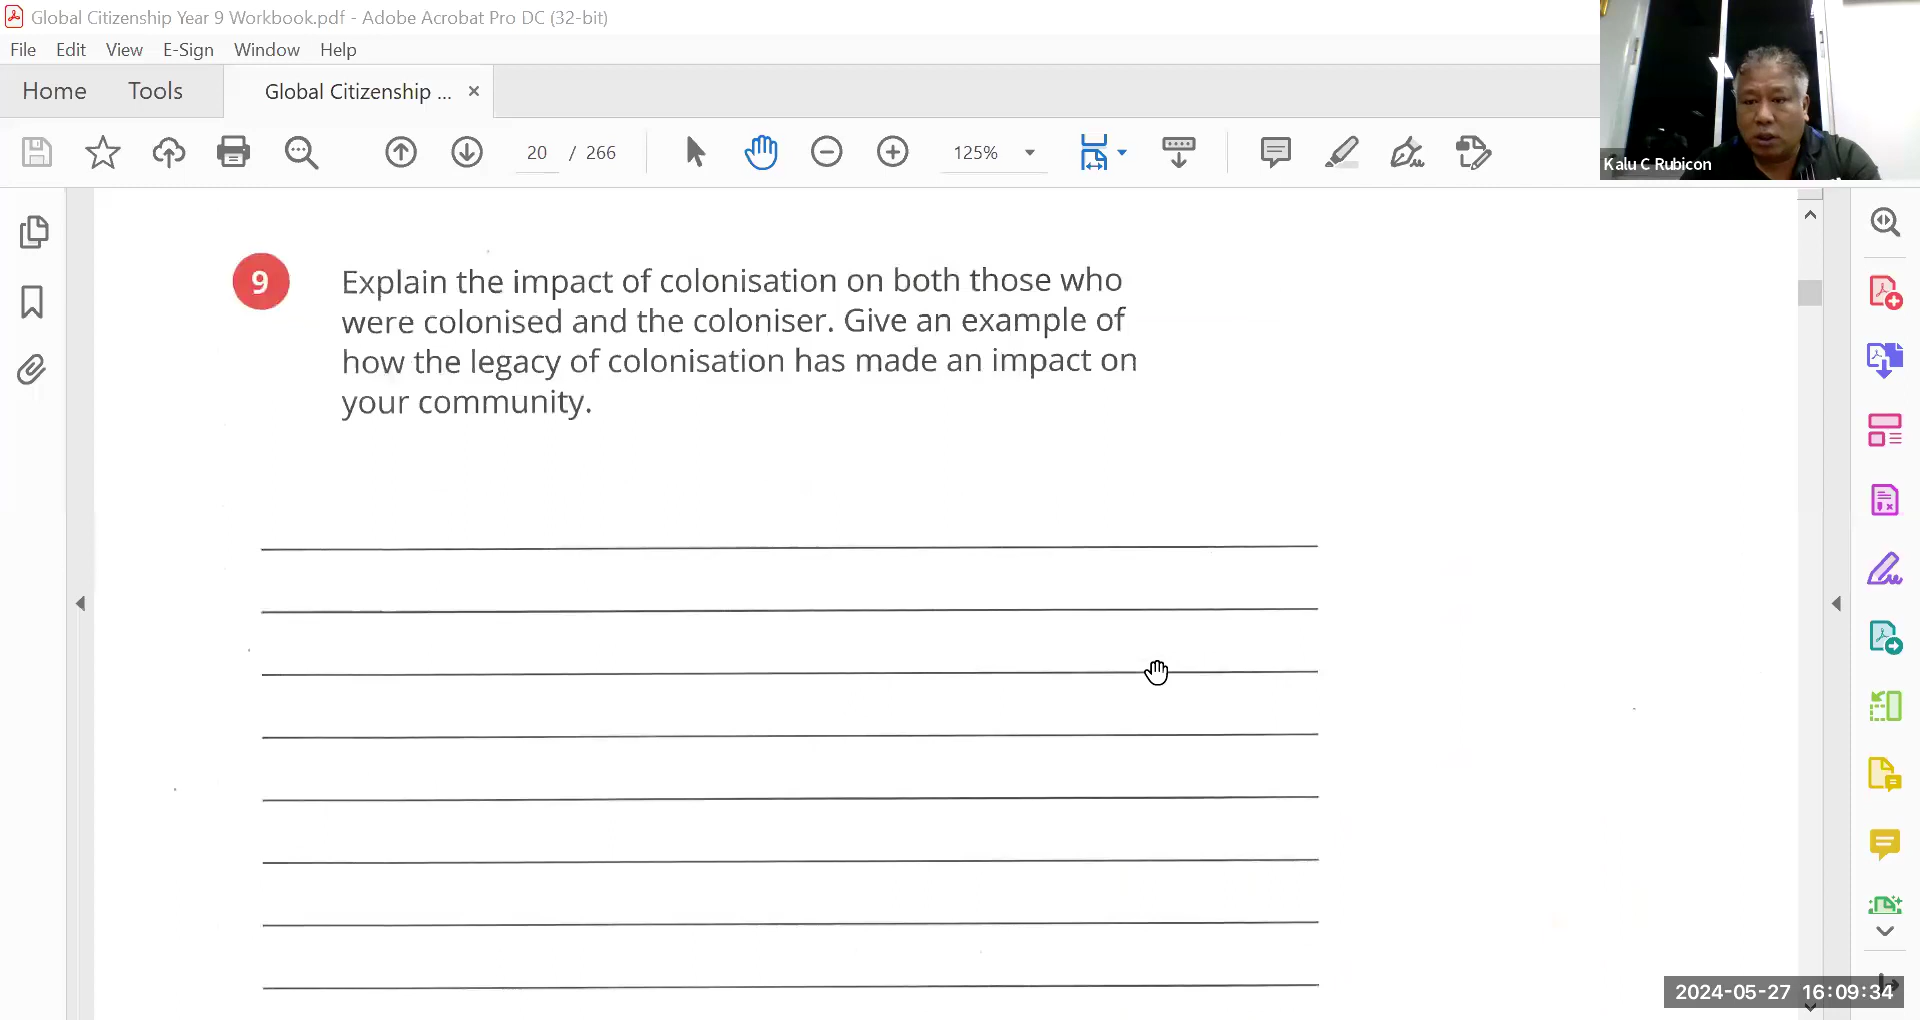 Global Citizenship Year 9 Workbook.pdf - Adobe Acrobat Pro DC (32-bit)
File Edit View E-Sign Window Help
Home Tools Global Citizenship ... ×
20 / 266 125%
Kalu C Rubicon
9 Explain the impact of colonisation on both those who
were colonised and the coloniser. Give an example of
how the legacy of colonisation has made an impact on
your community.
2024-05-27 16:09:34